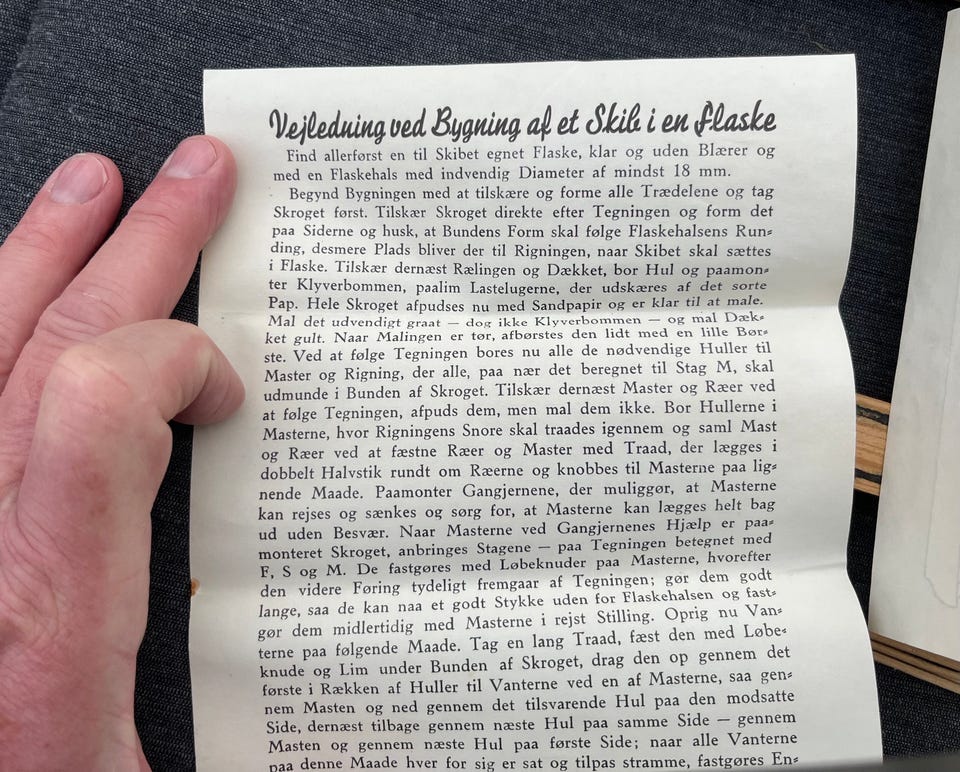 Vejledning ved Bygning af et Skib i en Flaske
Find allerførst en til Skibet egnet Flaske, klar og uden Blærer og
med en Flaskehals med indvendig Diameter af mindst 18 mm.
Begynd Bygningen med at tilskære og forme alle Trædelene og tag
Skroget først. Tilskær Skroget direkte efter Tegningen og form det
paa Siderne og husk, at Bundens Form skal følge Flaskehalsens Run-
ding, desmere Plads bliver der til Rigningen, naar Skibet skal sættes
i Flaske. Tilskær dernæst Rælingen og Dækket, bor Hul og paamon-
ter Klyverbommen, paalim Lastelugerne, der udskæres af det sorte
Pap. Hele Skroget afpudses nu med Sandpapir og er klar til at male.
Mal det udvendigt graat — dog ikke Klyverbommen — og mal Dæk-
ket gult. Naar Malingen er tør, afbørstes den lidt med en lille Bør-
ste. Ved at følge Tegningen bores nu alle de nødvendige Huller til
Master og Rigning, der alle, paa nær det beregnet til Stag M, skal
udmunde i Bunden af Skroget. Tilskær dernæst Master og Ræer ved
at følge Tegningen, afpuds dem, men mal dem ikke. Bor Hullerne i
Masterne, hvor Rigningens Snore skal traades igennem og saml Mast
og Ræer ved at fæstne Ræer og Master med Traad, der lægges i
dobbelt Halvstik rundt om Ræerne og knobbes til Masterne paa lig-
nende Maade. Paamonter Gangjernene, der muliggør, at Masterne
kan rejses og sænkes og sørg for, at Masterne kan lægges helt bag
ud uden Besvær. Naar Masterne ved Gangjernenes Hjælp er paa-
monteret Skroget, anbringes Stagene — paa Tegningen betegnet med
F, S og M. De fastgøres med Løbeknuder paa Masterne, hvorefter
den videre Føring tydeligt fremgaar af Tegningen; gør dem godt
lange, saa de kan naa et godt Stykke uden for Flaskehalsen og fast-
gør dem midlertidig med Masterne i rejst Stilling. Oprig nu Van-
terne paa følgende Maade. Tag en lang Traad, fæst den med Løbe-
knude og Lim under Bunden af Skroget, drag den op gennem det
første i Rækken af Huller til Vanterne ved en af Masterne, saa gen-
nem Masten og ned gennem det tilsvarende Hul paa den modsatte
Side, dernæst tilbage gennem næste Hul paa samme Side — gennem
Masten og gennem næste Hul paa første Side; naar alle Vanterne
paa denne Maade hver for sig er sat og tilpas stramme, fastgøres En-